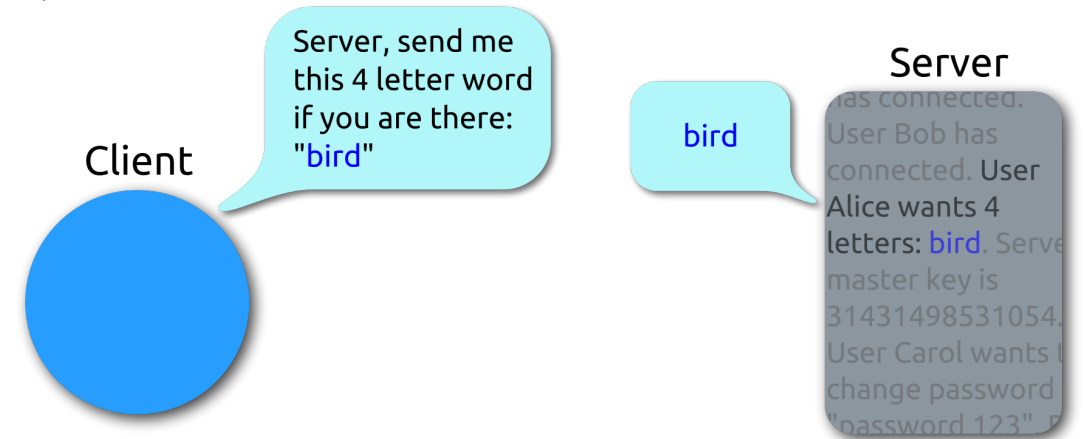 Server, send me
this 4 letter word
if you are there:
"bird"
Client
bird
Server
has connected.
User Bob has
connected. User
Alice wants 4
letters: bird. Serve
master key is
31431498531054.
User Carol wants t
change password
"password 123".